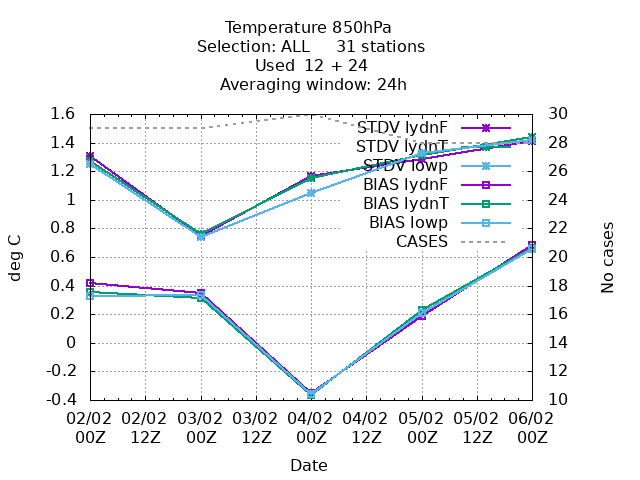 Temperature 850hPa
Selection: ALL 31 stations
Used 12 + 24
Averaging window: 24h
1.6
1.4
1.2
1
0.8
0.6
0.4
0.2
0
-0.2
-0.4
30
28
26
24
22
20
18
16
14
12
10
deg C
No cases
STDV lydnF
STDV lydnT
STDV lowp
BIAS lydnF
BIAS lydnT
BIAS lowp
CASES
02/02 02/02 03/02 03/02 04/02 04/02 05/02 05/02 06/02
00Z 12Z 00Z 12Z 00Z 12Z 00Z 12Z 00Z
Date